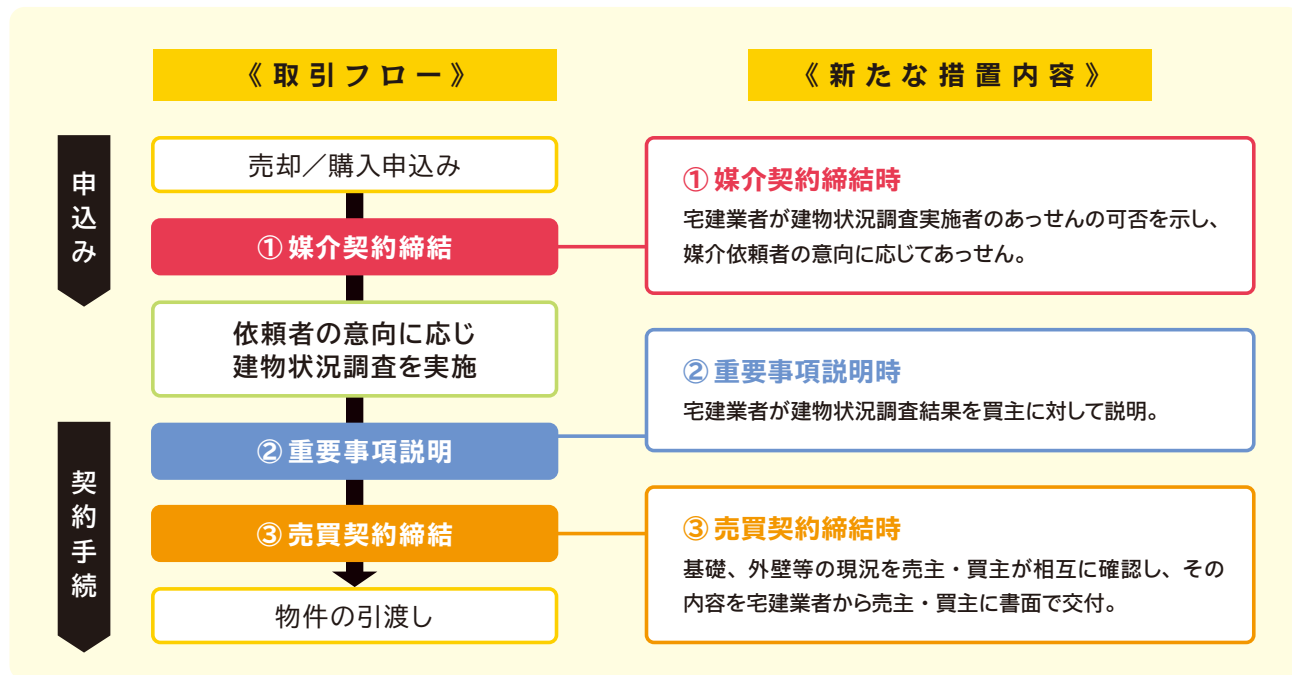 《取引フロー》
《新たな措置内容》
申込み
売却／購入申込み
①媒介契約締結
依頼者の意向に応じ
建物状況調査を実施
契約手続
②重要事項説明
③売買契約締結
物件の引渡し
①媒介契約締結時
宅建業者が建物状況調査実施者のあっせんの可否を示し、
媒介依頼者の意向に応じてあっせん。
②重要事項説明時
宅建業者が建物状況調査結果を買主に対して説明。
③売買契約締結時
基礎、外壁等の現況を売主・買主が相互に確認し、その
内容を宅建業者から売主・買主に書面で交付。